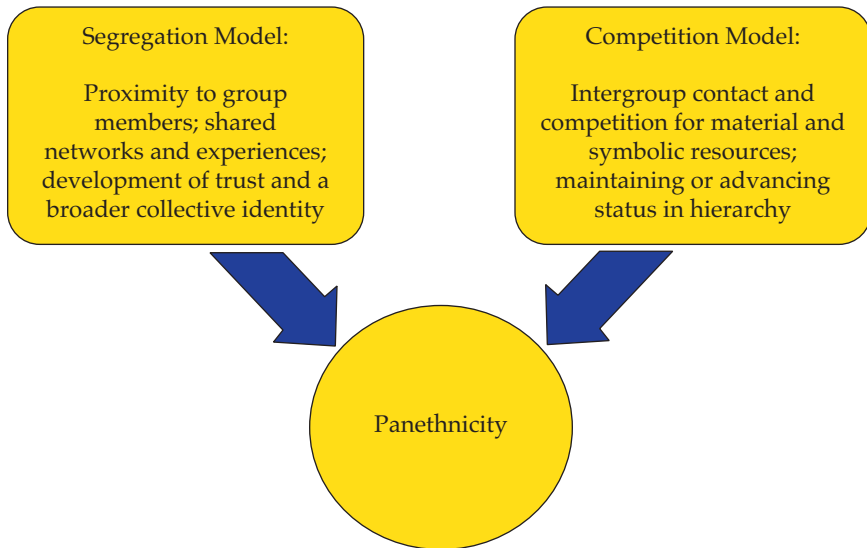 Segregation Model:
Proximity to group
members; shared
networks and experiences;
development of trust and a
broader collective identity
Competition Model:
Intergroup contact and
competition for material and
symbolic resources;
maintaining or advancing
status in hierarchy
Panethnicity